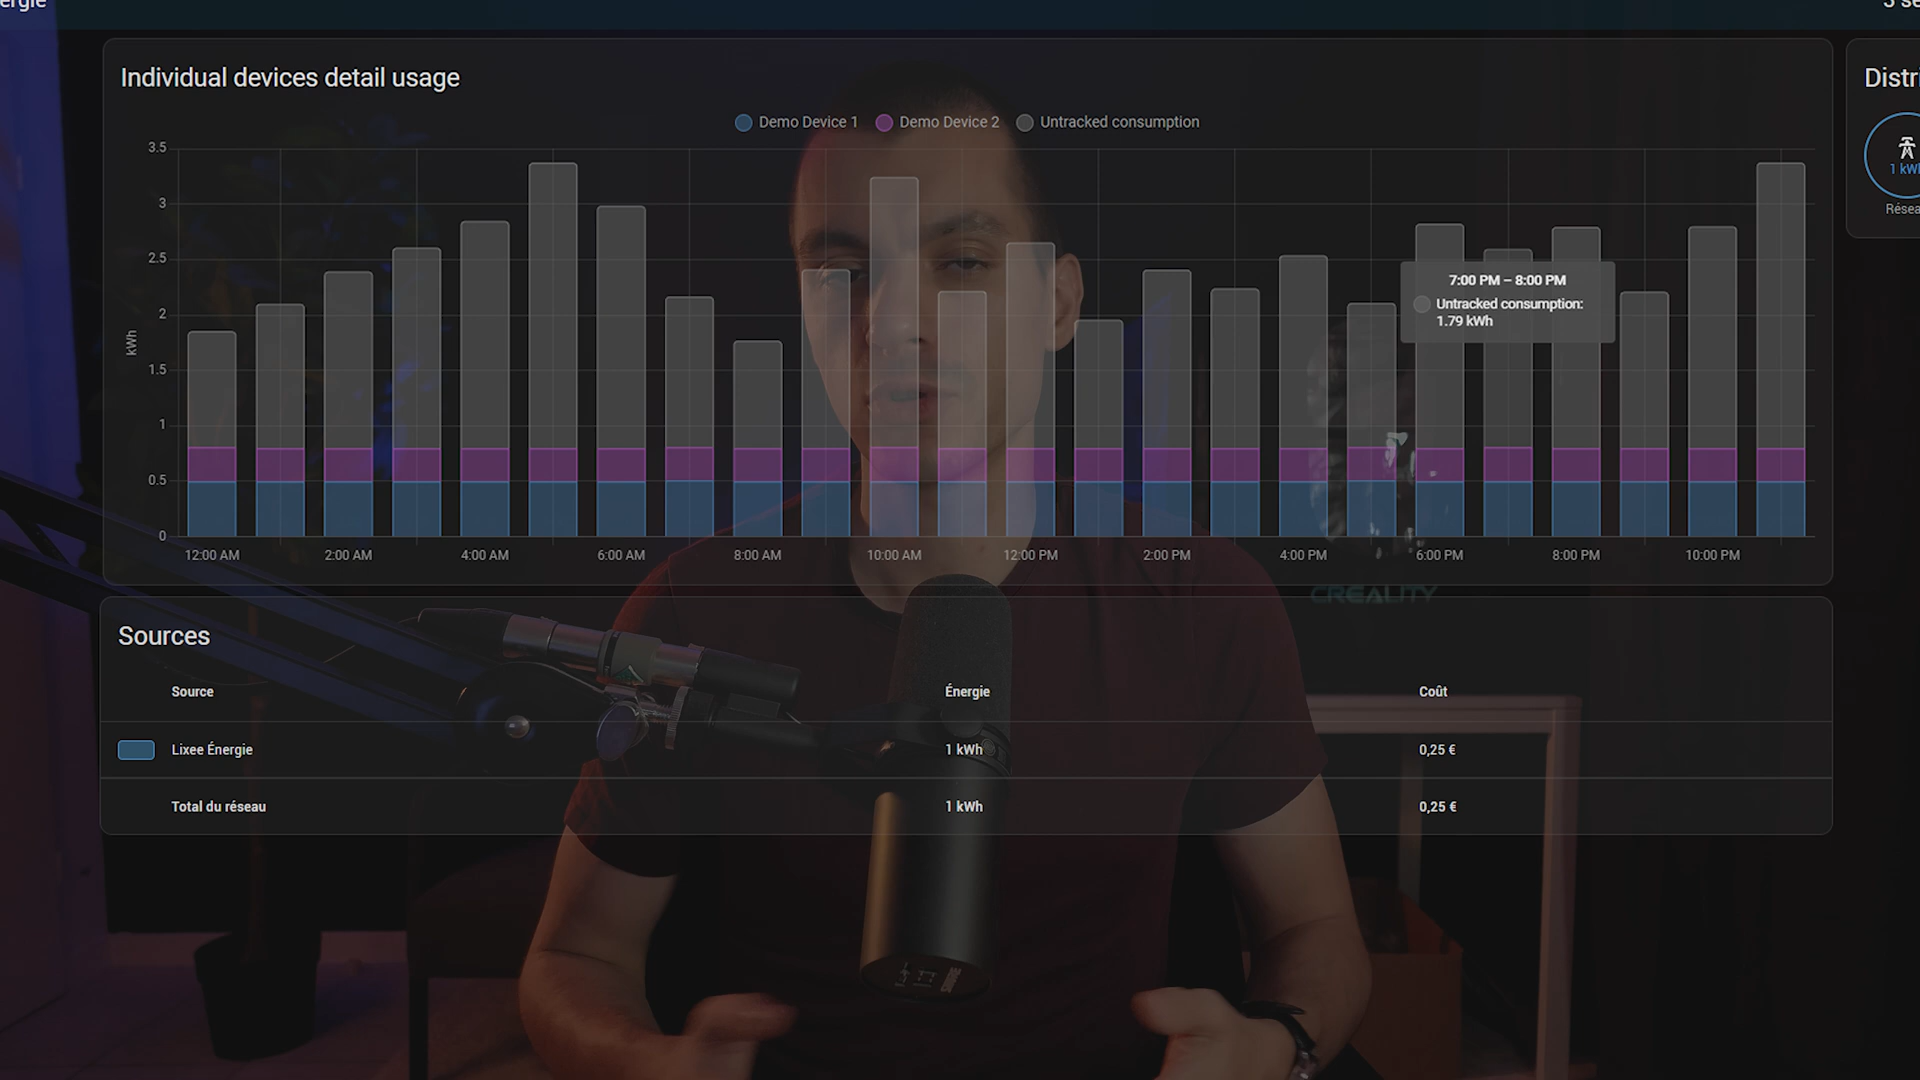 Individual devices detail usage
Distri
Demo Device 1 Demo Device 2 Untracked consumption
3.5
3
2.5
2
1.5
1
0.5
0
kWh
7:00 PM – 8:00 PM
Untracked consumption:
1.79 kWh
12:00 AM 2:00 AM 4:00 AM 6:00 AM 8:00 AM 10:00 AM 12:00 PM 2:00 PM 4:00 PM 6:00 PM 8:00 PM 10:00 PM
1 kWh
Résea
CREALITY
Sources
Source Énergie Coût
Lixee Énergie 1 kWh 0,25 €
Total du réseau 1 kWh 0,25 €